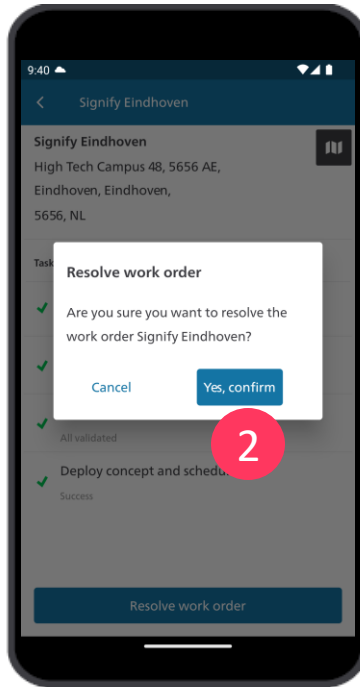 9:40
Signify Eindhoven
Signify Eindhoven
High Tech Campus 48, 5656 AE,
Eindhoven, Eindhoven,
5656, NL
Task
Resolve work order
Are you sure you want to resolve the
work order Signify Eindhoven?
Cancel
Yes, confirm
2
All validated
Deploy concept and
Success
Resolve work order